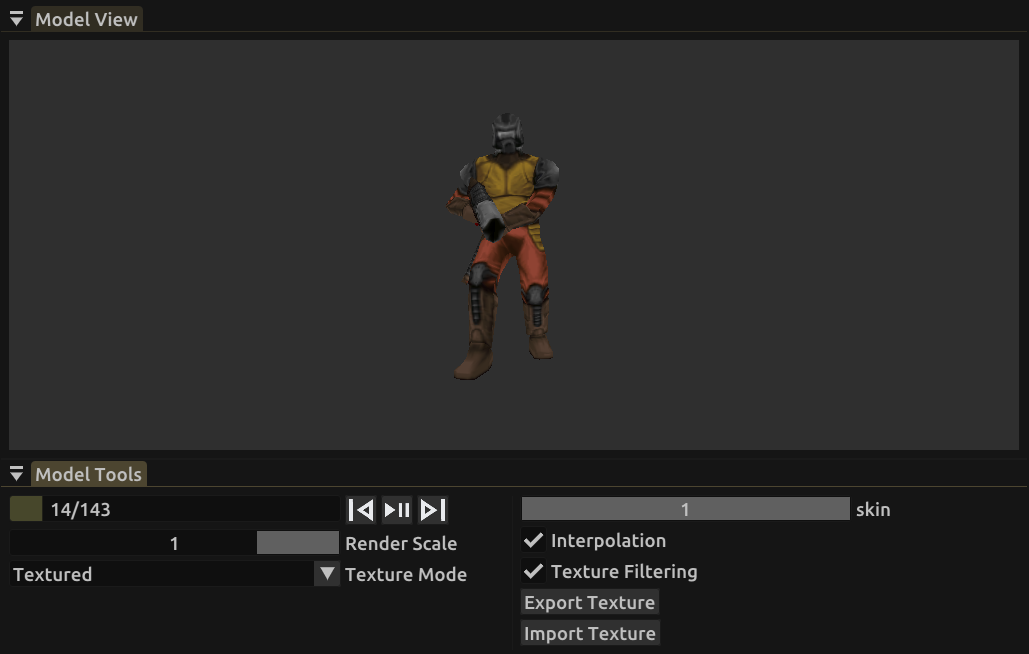 Model View
Model Tools
14/143
1 Render Scale
Textured Texture Mode
1 skin
Interpolation
Texture Filtering
Export Texture
Import Texture